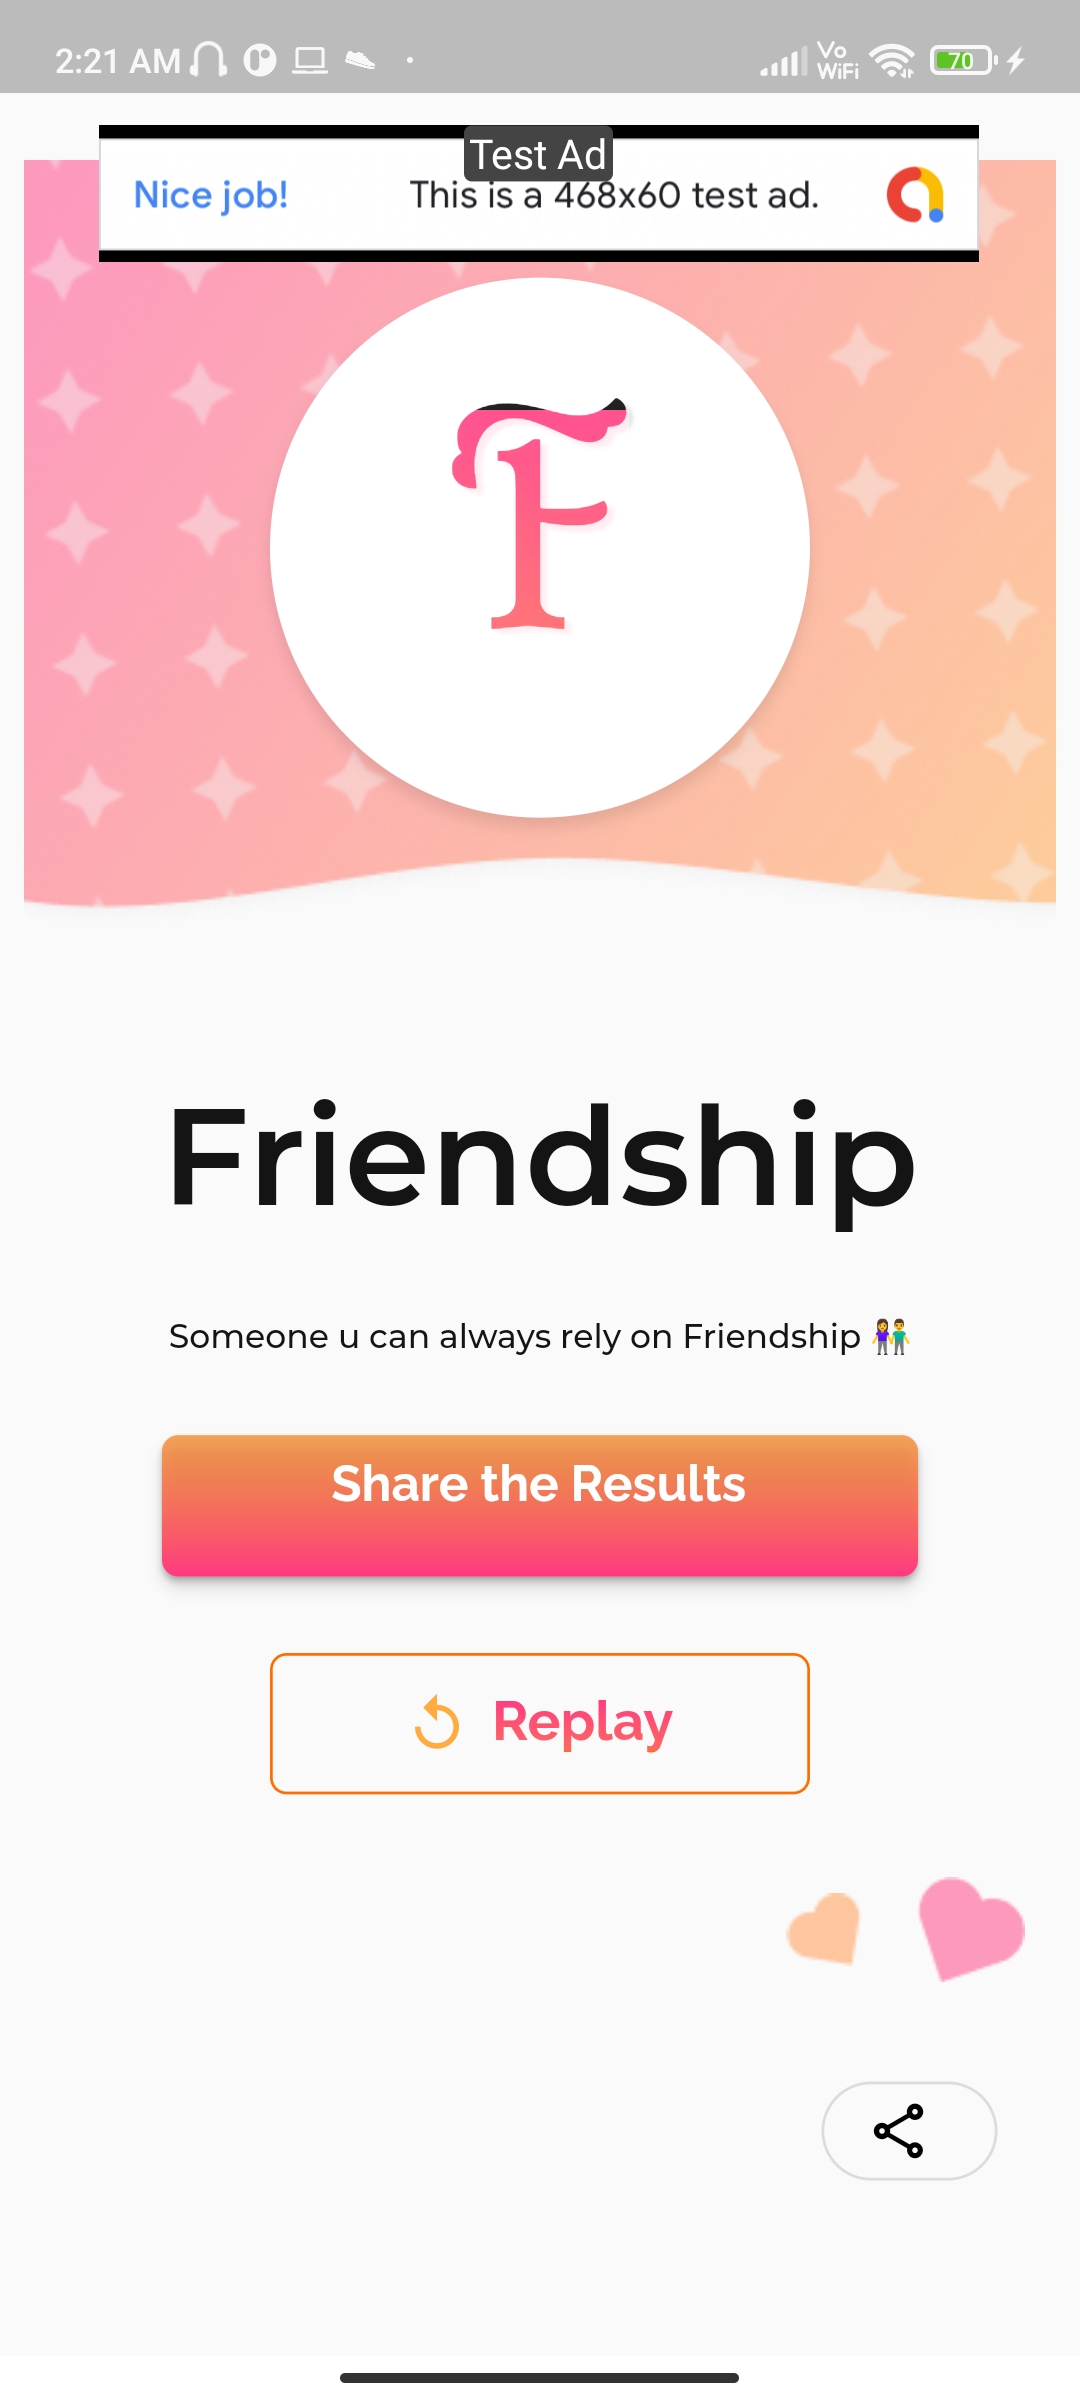 2:21 AM
Vo
WiFi
70
Test Ad
Nice job!
This is a 468x60 test ad.
F
Friendship
Someone u can always rely on Friendship 👫
Share the Results
Replay